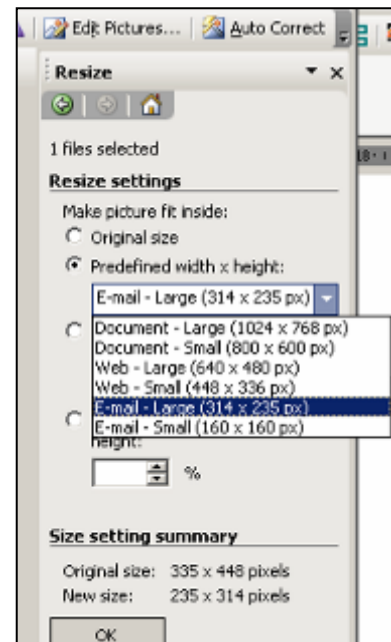 Edit Pictures... Auto Correct
Resize
1 files selected
Resize settings
Make picture fit inside:
Original size
Predefined width x height:
E-mail - Large (314 x 235 px)
Document - Large (1024 x 768 px)
Document - Small (800 x 600 px)
Web - Large (640 x 480 px)
Web - Small (448 x 336 px)
E-mail - Large (314 x 235 px)
E-mail - Small (160 x 160 px)
height:
%
Size setting summary
Original size: 335 x 448 pixels
New size: 235 x 314 pixels
OK
18